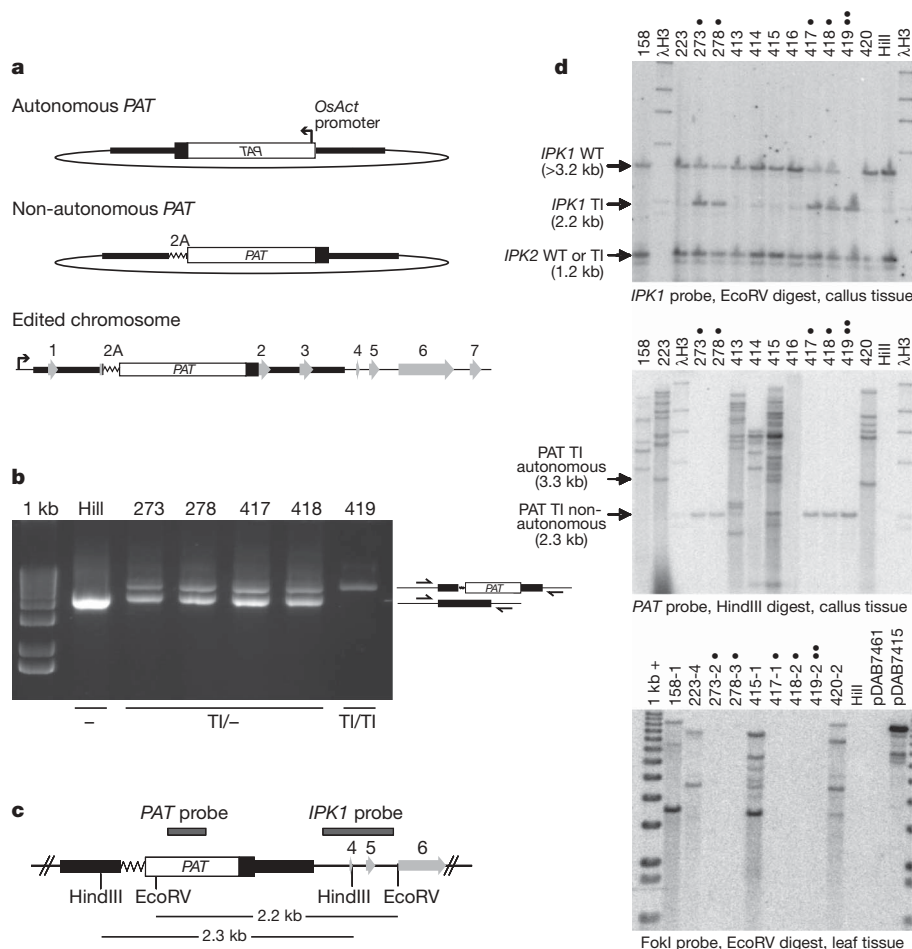 a
Autonomous PAT
OsAct
promoter
PAT
Non-autonomous PAT
2A
PAT
Edited chromosome
1
2A
PAT
2
3
4
5
6
7
b
1 kb
Hill
273
278
417
418
419
PAT
–
TI/–
TI/TI
c
PAT probe
IPK1 probe
PAT
4
5
6
HindIII
EcoRV
HindIII
EcoRV
2.2 kb
2.3 kb
d
158
λH3
223
273
278
413
414
415
416
417
418
419
420
Hill
λH3
IPK1 WT
(>3.2 kb)
IPK1 TI
(2.2 kb)
IPK2 WT or TI
(1.2 kb)
IPK1 probe, EcoRV digest, callus tissue
158
223
λH3
273
278
413
414
415
416
417
418
419
420
Hill
λH3
PAT TI
autonomous
(3.3 kb)
PAT TI non-
autonomous
(2.3 kb)
PAT probe, HindIII digest, callus tissue
1 kb +
158-1
223-4
273-2
278-3
415-1
417-1
418-2
419-2
420-2
Hill
pDAB7461
pDAB7415
FokI probe, EcoRV digest, leaf tissue